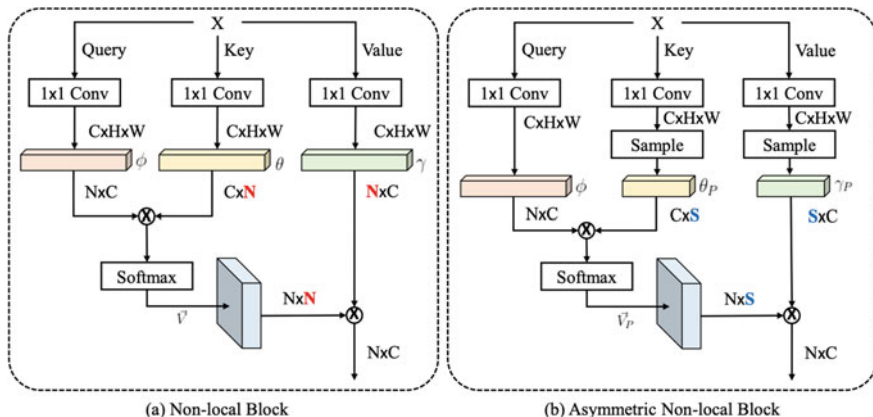 X
Query
Key
Value
1x1 Conv
1x1 Conv
1x1 Conv
CxHxW
CxHxW
CxHxW
ϕ
θ
γ
NxC
CxN
NxC
X
Softmax
V⃗
NxN
X
NxC
(a) Non-local Block
X
Query
Key
Value
1x1 Conv
1x1 Conv
1x1 Conv
CxHxW
CxHxW
CxHxW
Sample
Sample
ϕ
θP
γP
NxC
CxS
SxC
X
Softmax
V⃗P
NxS
X
NxC
(b) Asymmetric Non-local Block